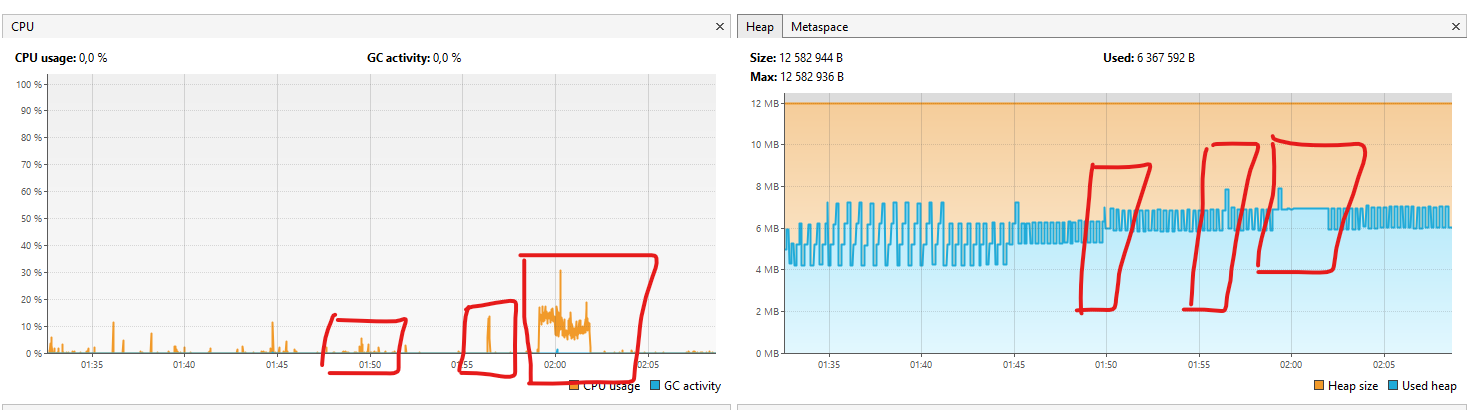 CPU ×
CPU usage: 0,0 % GC activity: 0,0 %
100 %
90 %
80 %
70 %
60 %
50 %
40 %
30 %
20 %
10 %
0 %
01:35 01:40 01:45 01:50 01:55 02:00 02:05
CPU usage GC activity
Heap Metaspace ×
Size: 12 582 944 B Used: 6 367 592 B
Max: 12 582 936 B
12 MB
10 MB
8 MB
6 MB
4 MB
2 MB
0 MB
01:35 01:40 01:45 01:50 01:55 02:00 02:05
Heap size Used heap